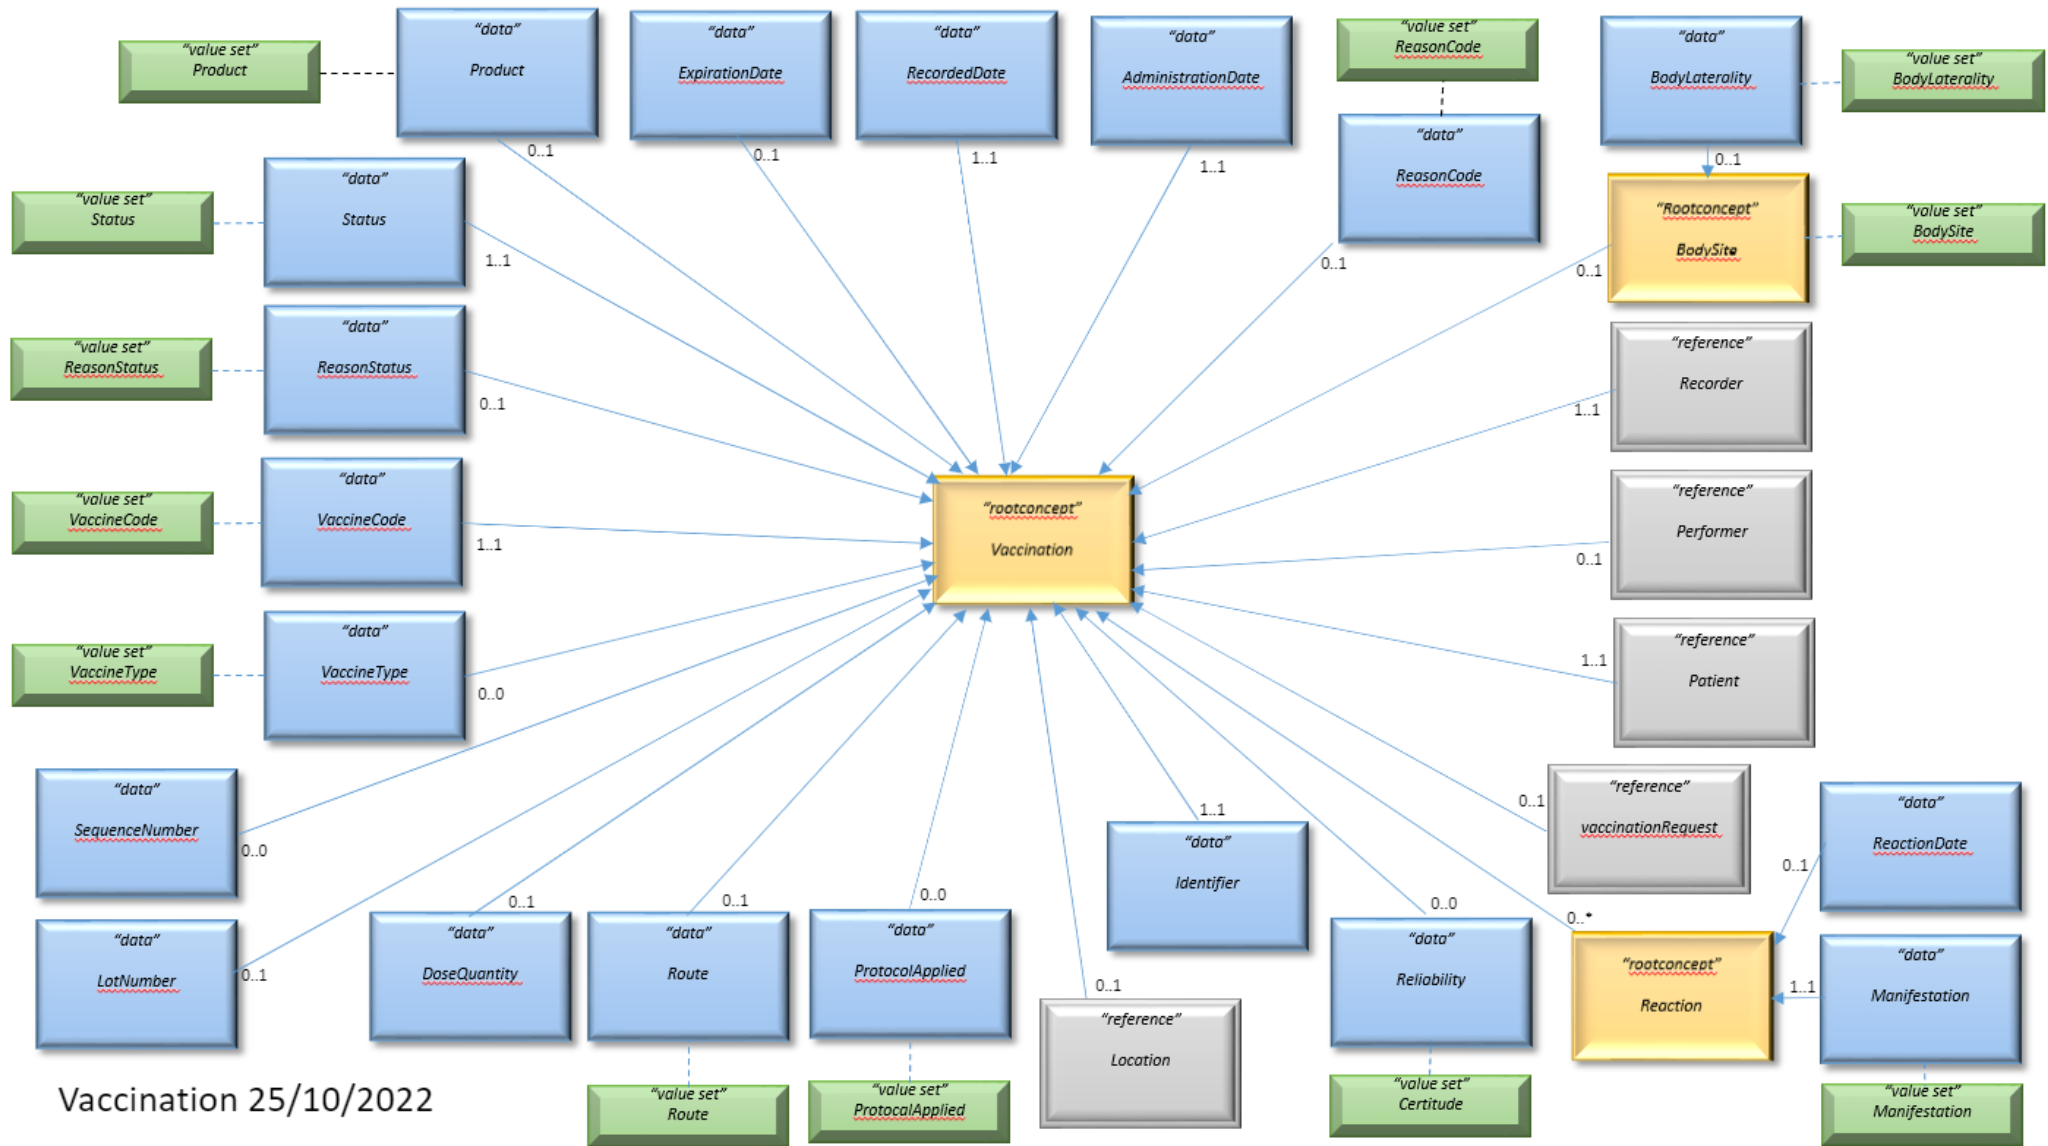 “value set”
Product
“data”
Product
0..1
“data”
ExpirationDate
0..1
“data”
RecordedDate
1..1
“data”
AdministrationDate
1..1
“value set”
ReasonCode
“data”
ReasonCode
0..1
“data”
BodyLaterality
0..1
“value set”
BodyLaterality
“Rootconcept”
BodySite
0..1
“value set”
BodySite
“value set”
Status
“data”
Status
1..1
“value set”
ReasonStatus
“data”
ReasonStatus
0..1
“reference”
Recorder
1..1
“value set”
VaccineCode
“data”
VaccineCode
1..1
“rootconcept”
Vaccination
“reference”
Performer
0..1
“value set”
VaccineType
“data”
VaccineType
0..0
“reference”
Patient
1..1
“data”
SequenceNumber
0..0
“reference”
vaccinationRequest
0..1
“data”
ReactionDate
0..1
“data”
LotNumber
0..1
“data”
DoseQuantity
0..1
“data”
Route
0..1
“data”
ProtocalApplied
0..0
“data”
Identifier
1..1
“reference”
Location
0..1
“data”
Reliability
0..0
“rootconcept”
Reaction
0..*
“data”
Manifestation
1..1
Vaccination 25/10/2022
“value set”
Route
“value set”
ProtocalApplied
“value set”
Certitude
“value set”
Manifestation